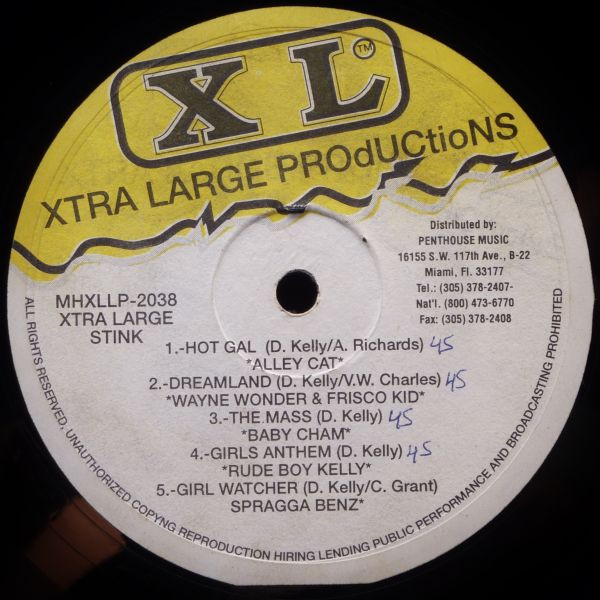 XL™
XTRA LARGE PROdUCtioNS
Distributed by:
PENTHOUSE MUSIC
16155 S.W. 117th Ave., B-22
Miami, Fl. 33177
Tel.: (305) 378-2407-
Nat'l. (800) 473-6770
Fax: (305) 378-2408
MHXLLP-2038
XTRA LARGE
STINK
1.-HOT GAL (D. Kelly/A. Richards) 45
*ALLEY CAT*
2.-DREAMLAND (D. Kelly/V.W. Charles) 45
*WAYNE WONDER & FRISCO KID*
3.-THE MASS (D. Kelly) 45
*BABY CHAM*
4.-GIRLS ANTHEM (D. Kelly) 45
*RUDE BOY KELLY*
5.-GIRL WATCHER (D. Kelly/C. Grant)
SPRAGGA BENZ*
ALL RIGHTS RESERVED, UNAUTHORIZED COPYNG REPRODUCTION HIRING LENDING PUBLIC PERFORMANCE AND BROADCASTING PROHIBITED